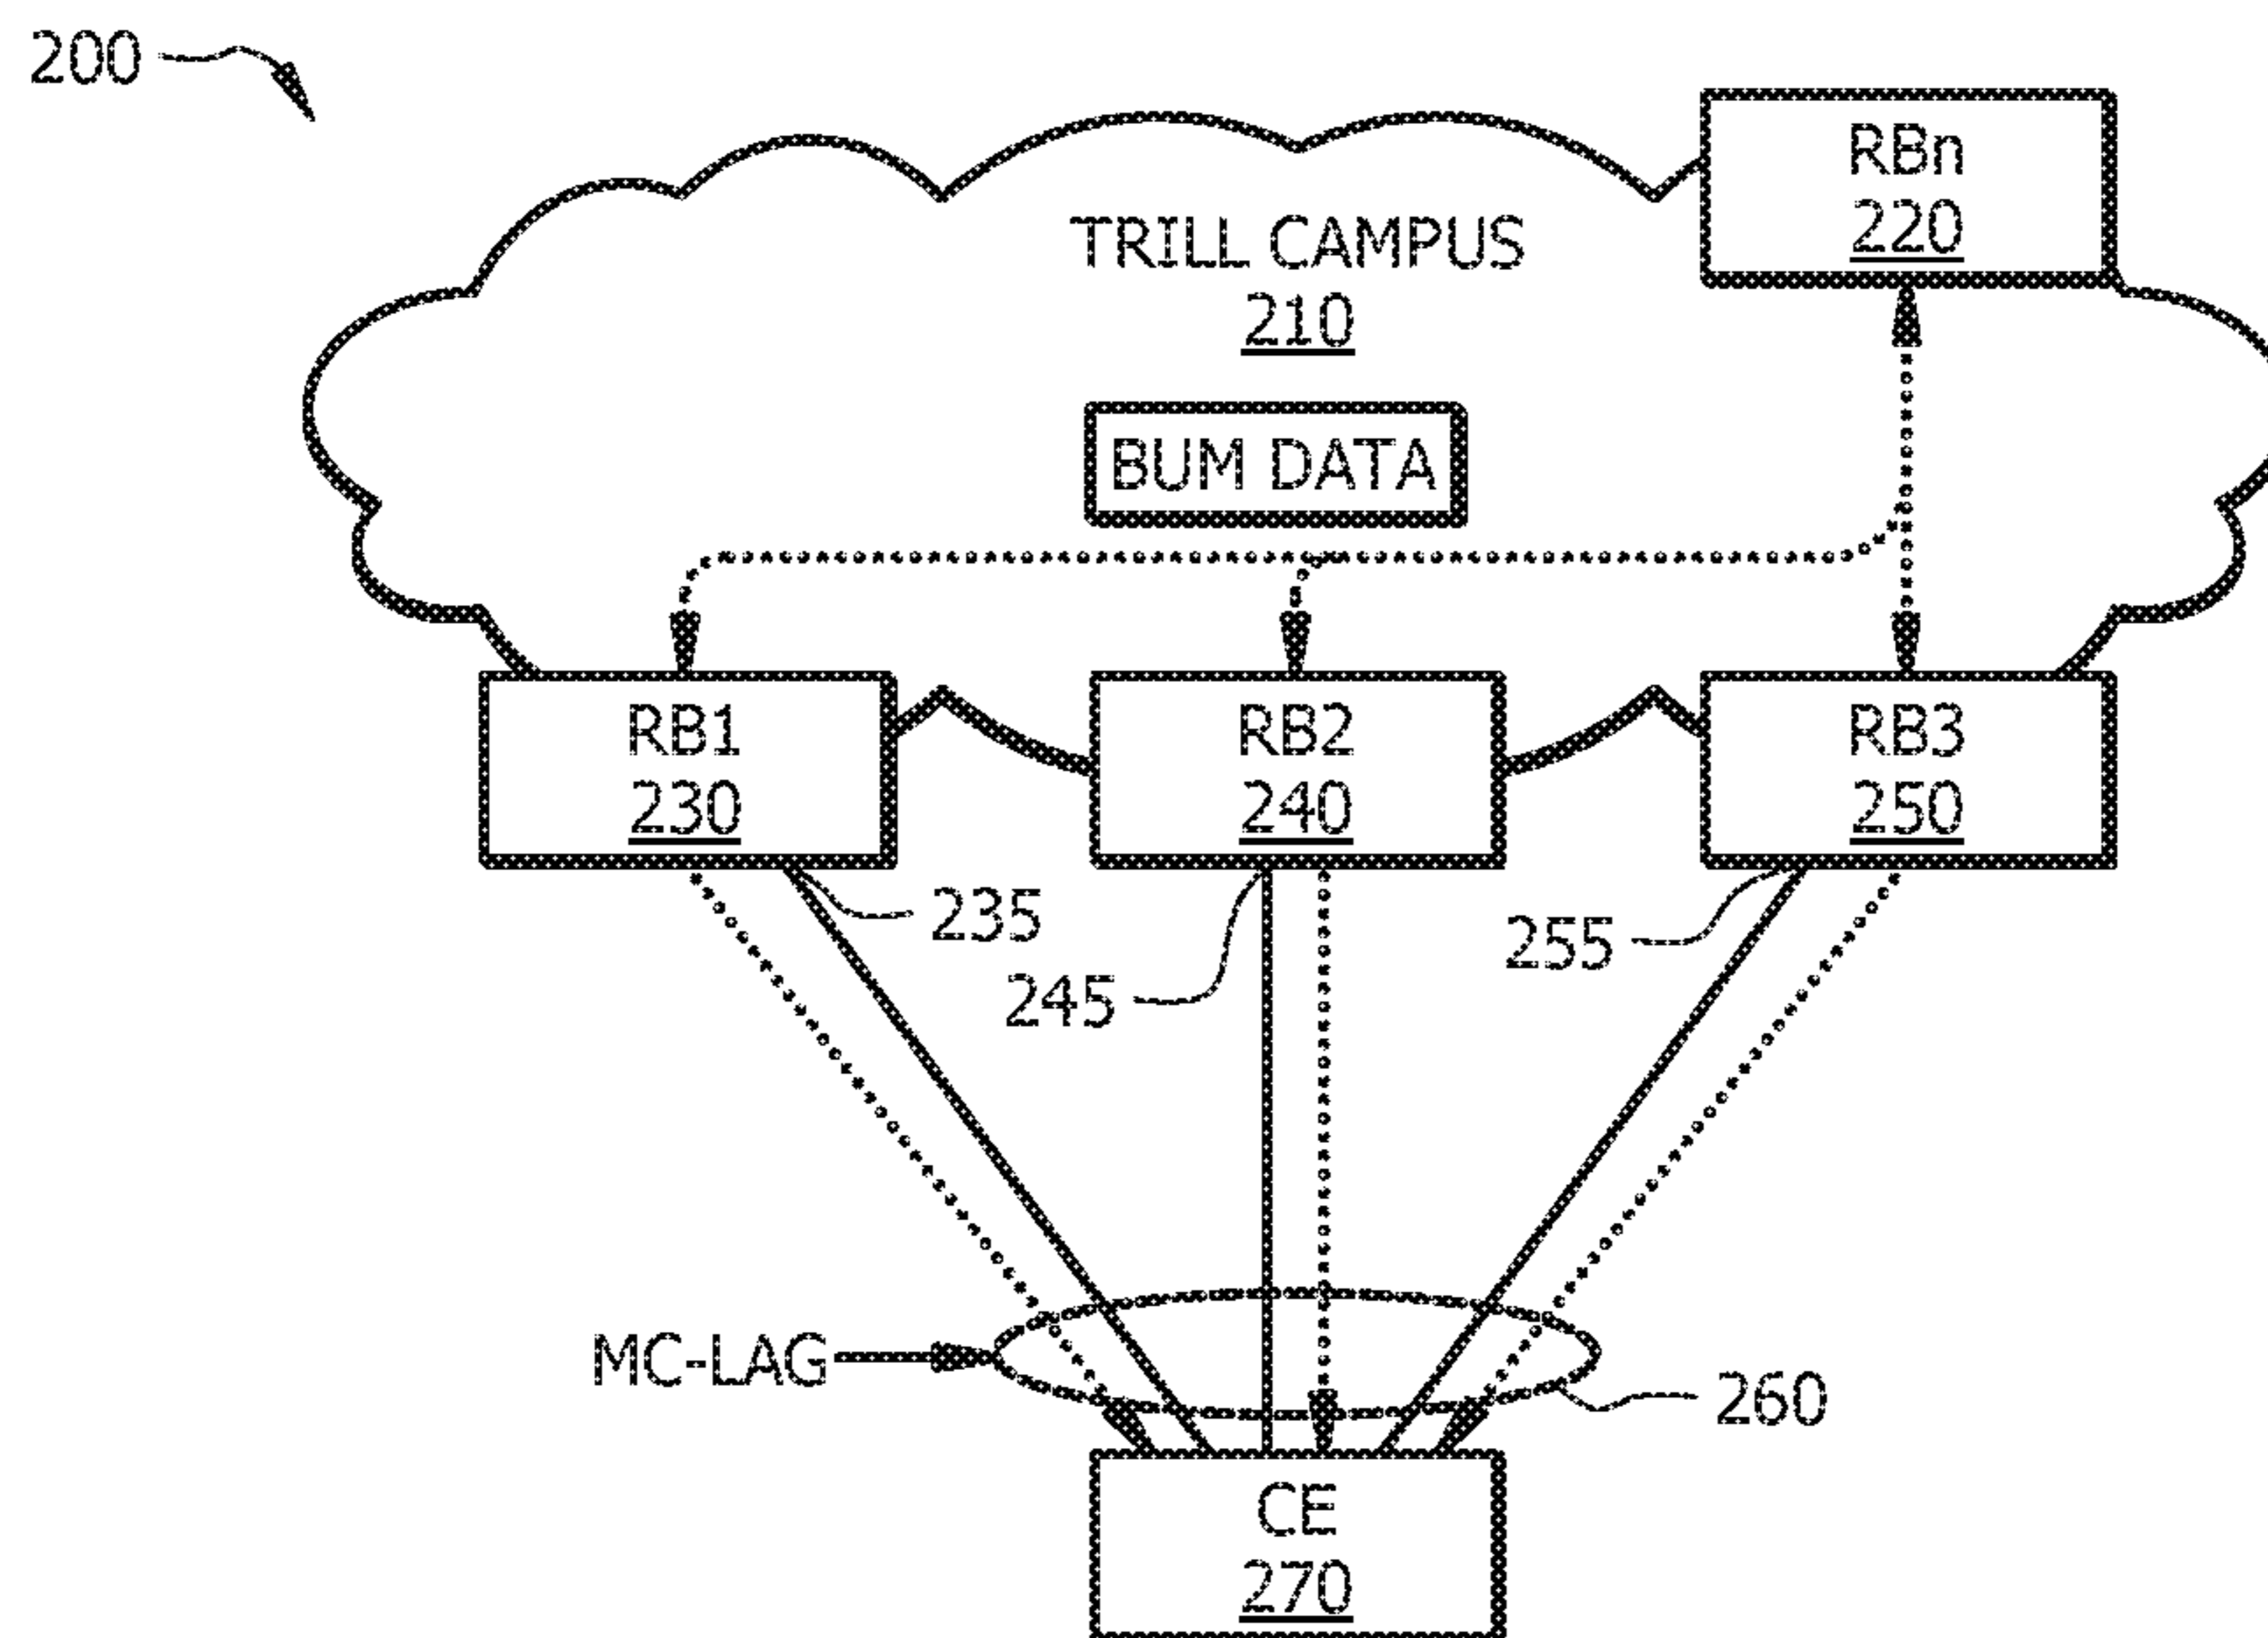 200
RBn
220
TRILL CAMPUS
210
BUM DATA
RB1
230
RB2
240
RB3
250
235
245
255
MC-LAG
260
CE
270